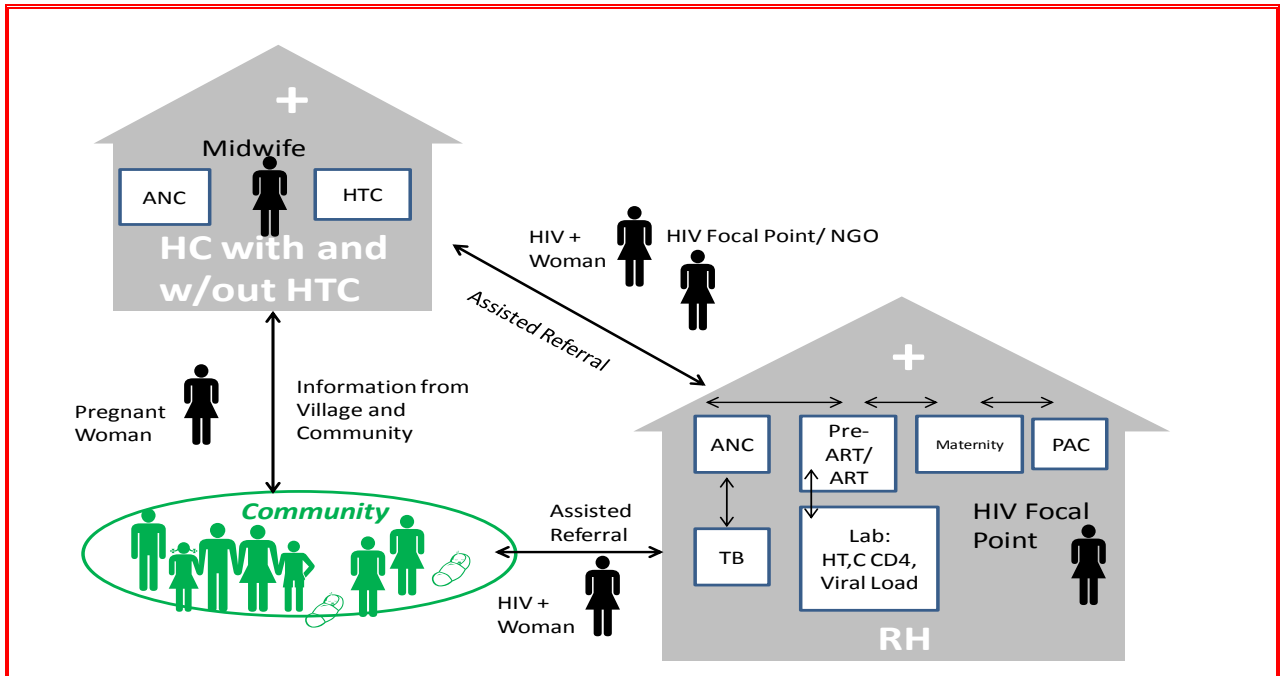 +
Midwife
ANC
HTC
HC with and
w/out HTC
HIV +
Woman
HIV Focal Point/ NGO
Assisted Referral
Pregnant
Woman
Information from
Village and
Community
Community
Assisted
Referral
HIV +
Woman
+
ANC
Pre-
ART/
ART
Maternity
PAC
TB
Lab:
HT,C CD4,
Viral Load
HIV Focal
Point
RH